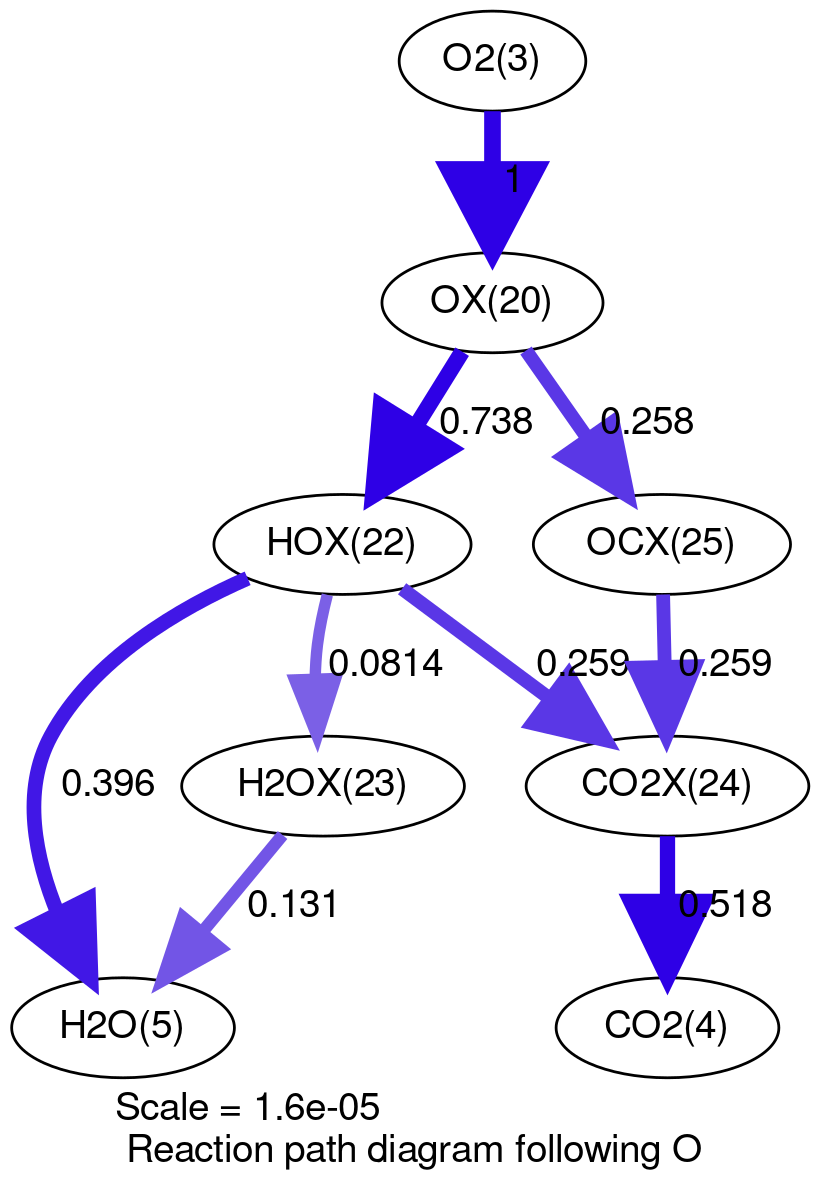 O2(3)
1
OX(20)
0.738
0.258
HOX(22)
OCX(25)
0.0814
0.259
0.259
0.396
H2OX(23)
CO2X(24)
0.131
0.518
H2O(5)
CO2(4)
Scale = 1.6e-05
Reaction path diagram following O